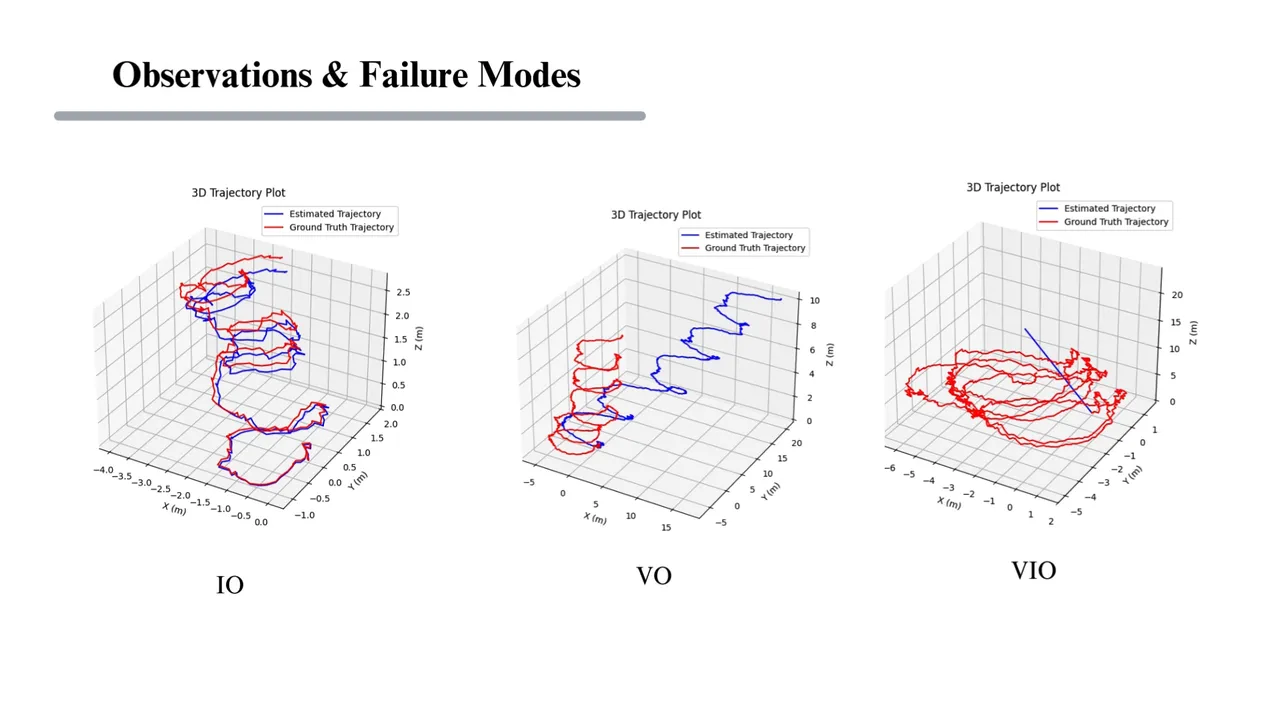 Observations & Failure Modes
3D Trajectory Plot
Estimated Trajectory
Ground Truth Trajectory
2.5
2.0
1.5
1.0
0.5
0.0
Z (m)
2.0
1.5
1.0
0.5
0.0
−0.5
−1.0
Y (m)
−4.0
−3.5
−3.0
−2.5
−2.0
−1.5
−1.0
−0.5
0.0
X (m)
IO
3D Trajectory Plot
Estimated Trajectory
Ground Truth Trajectory
10
8
6
4
2
0
Z (m)
20
15
10
5
0
−5
Y (m)
−5
0
5
10
15
X (m)
VO
3D Trajectory Plot
Estimated Trajectory
Ground Truth Trajectory
20
15
10
5
0
Z (m)
1
0
−1
−2
−3
−4
−5
Y (m)
−6
−5
−4
−3
−2
−1
0
1
2
X (m)
VIO